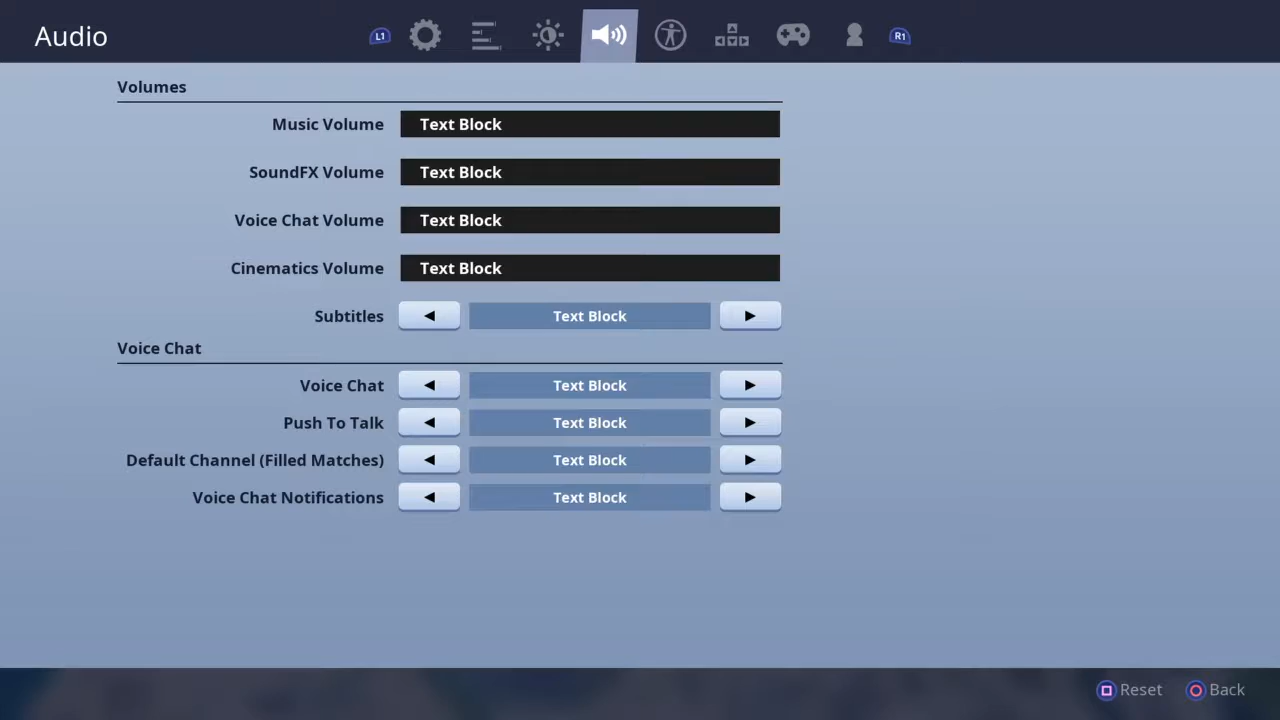 Audio
L1
R1
Volumes
Music Volume Text Block
SoundFX Volume Text Block
Voice Chat Volume Text Block
Cinematics Volume Text Block
Subtitles Text Block
Voice Chat
Voice Chat Text Block
Push To Talk Text Block
Default Channel (Filled Matches) Text Block
Voice Chat Notifications Text Block
Reset Back